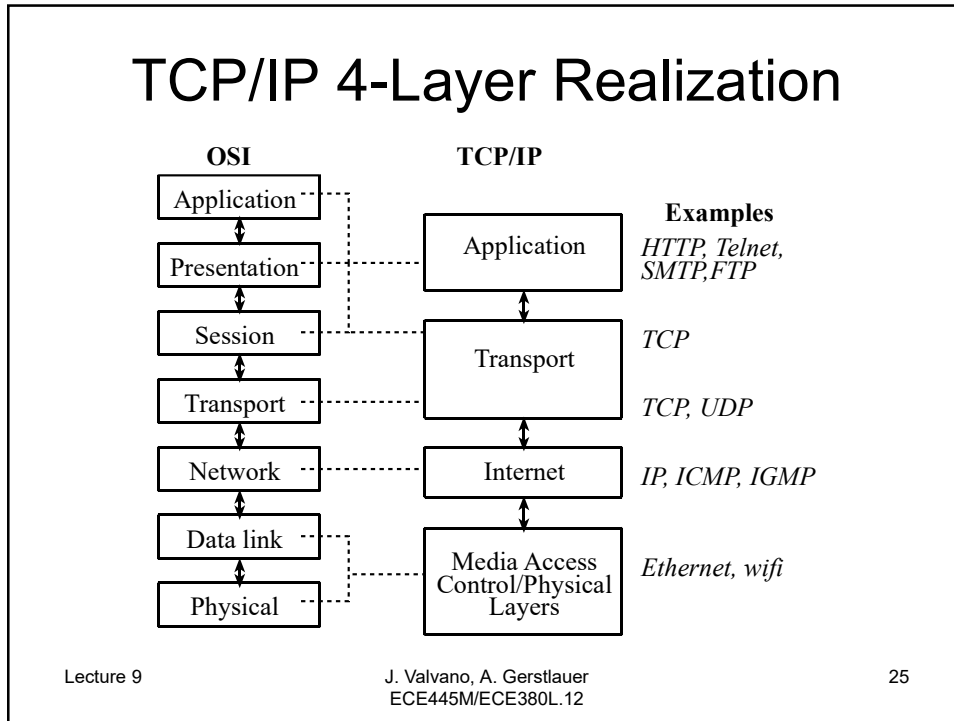 TCP/IP 4-Layer Realization
OSI
TCP/IP
Application
Presentation
Session
Transport
Network
Data link
Physical
Application
Transport
Internet
Media Access
Control/Physical
Layers
Examples
HTTP, Telnet,
SMTP,FTP
TCP
TCP, UDP
IP, ICMP, IGMP
Ethernet, wifi
Lecture 9
J. Valvano, A. Gerstlauer
ECE445M/ECE380L.12
25